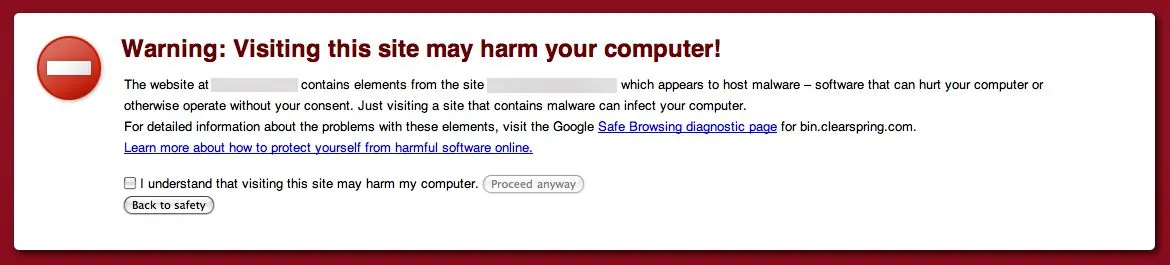 Warning: Visiting this site may harm your computer!
The website at contains elements from the site which appears to host malware – software that can hurt your computer or
otherwise operate without your consent. Just visiting a site that contains malware can infect your computer.
For detailed information about the problems with these elements, visit the Google Safe Browsing diagnostic page for bin.clearspring.com.
Learn more about how to protect yourself from harmful software online.
I understand that visiting this site may harm my computer. Proceed anyway
Back to safety